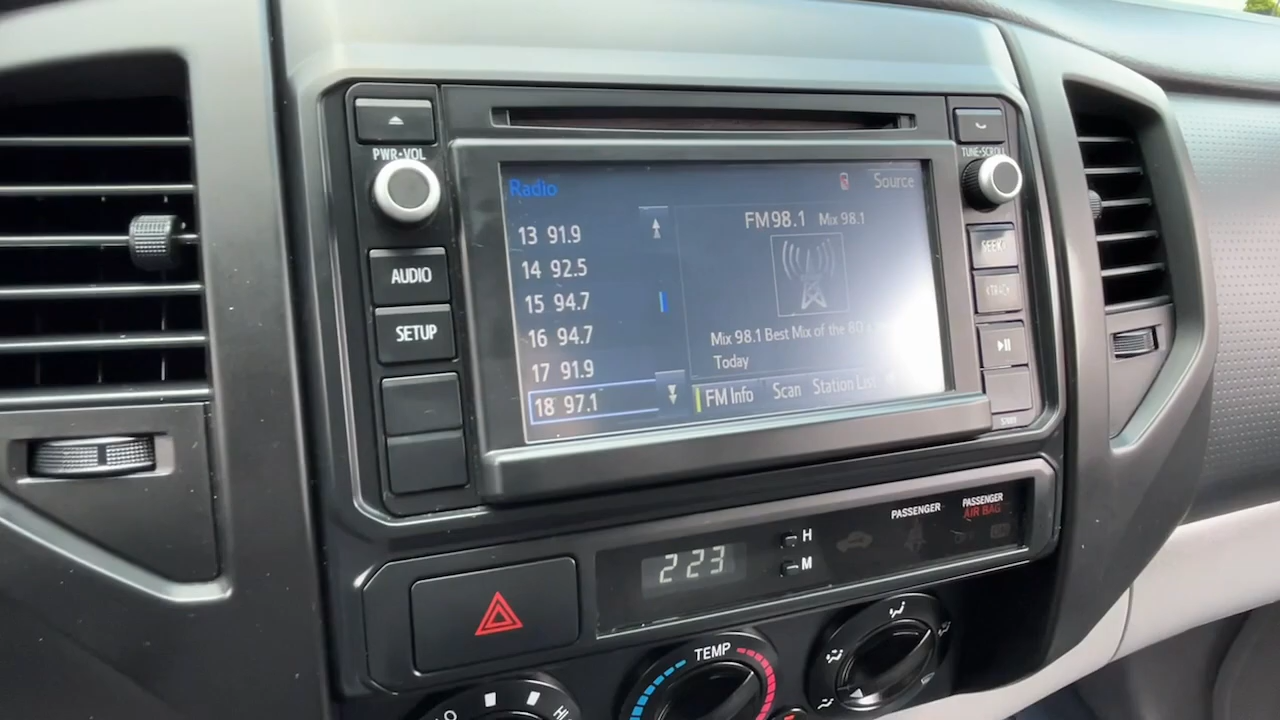 PWR•VOL
TUNE•SCROLL
Radio
Source
FM98.1 Mix 98.1
13 91.9
14 92.5
15 94.7
16 94.7
17 91.9
18 97.1
Mix 98.1 Best Mix of the 80's
Today
FM Info Scan Station List
AUDIO
SETUP
SEEK
TRACK
PASSENGER
PASSENGER
AIR BAG
223
H
M
TEMP
HI